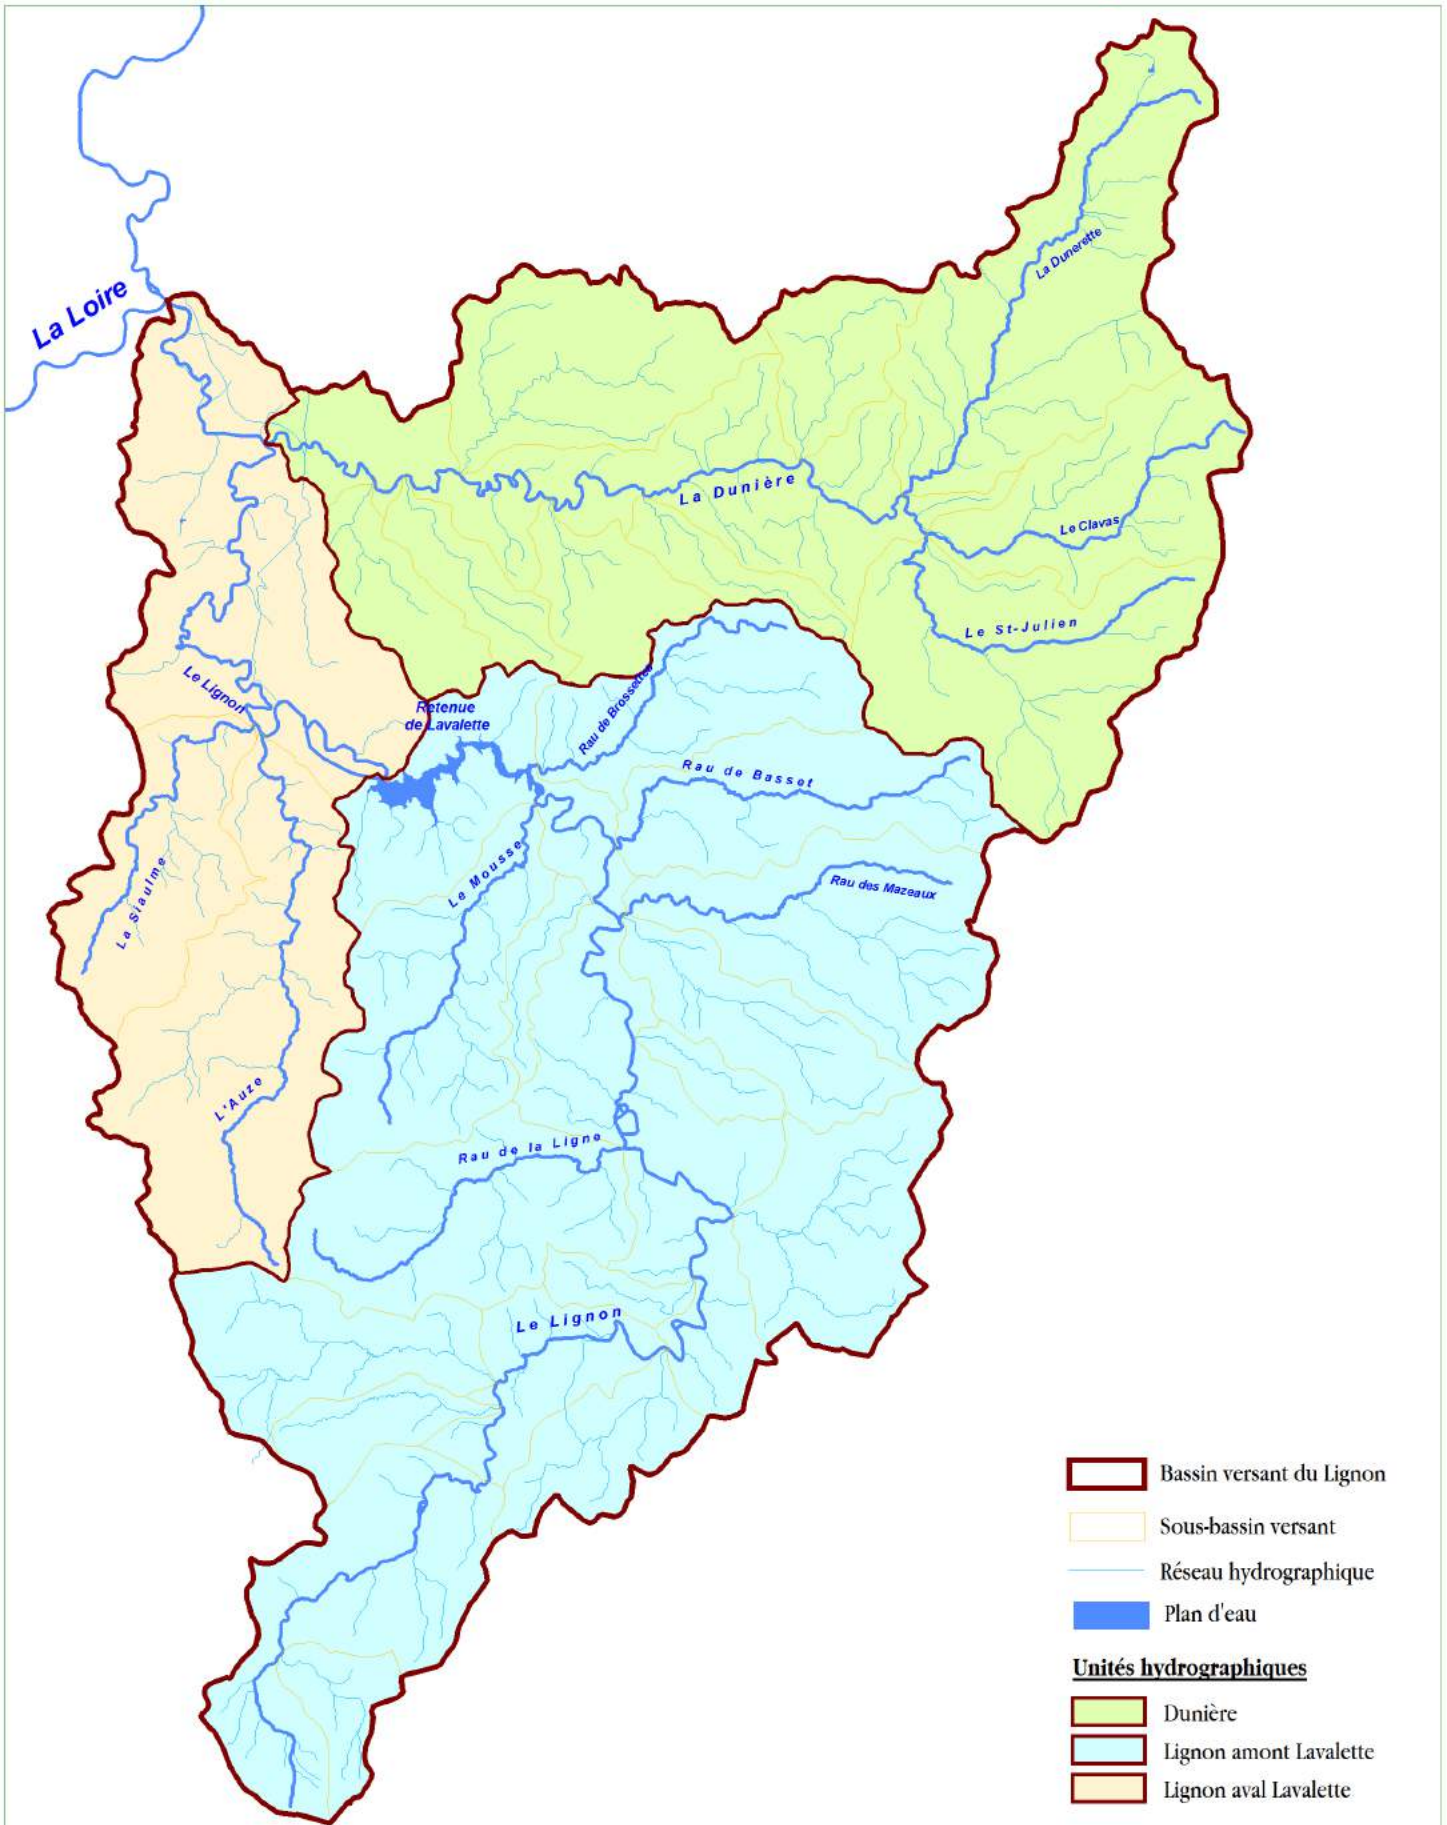 La Dunerette
La Loire
La Dunière
Le Clavas
Le St-Julien
Le Lignon
Retenue
de Lavalette
Rau de Brossettes
Rau de Basset
Le Mousse
Rau des Mazeaux
La Siaulme
L'Auze
Rau de la Ligne
Le Lignon
Bassin versant du Lignon
Sous-bassin versant
Réseau hydrographique
Plan d'eau
Unités hydrographiques
Dunière
Lignon amont Lavalette
Lignon aval Lavalette